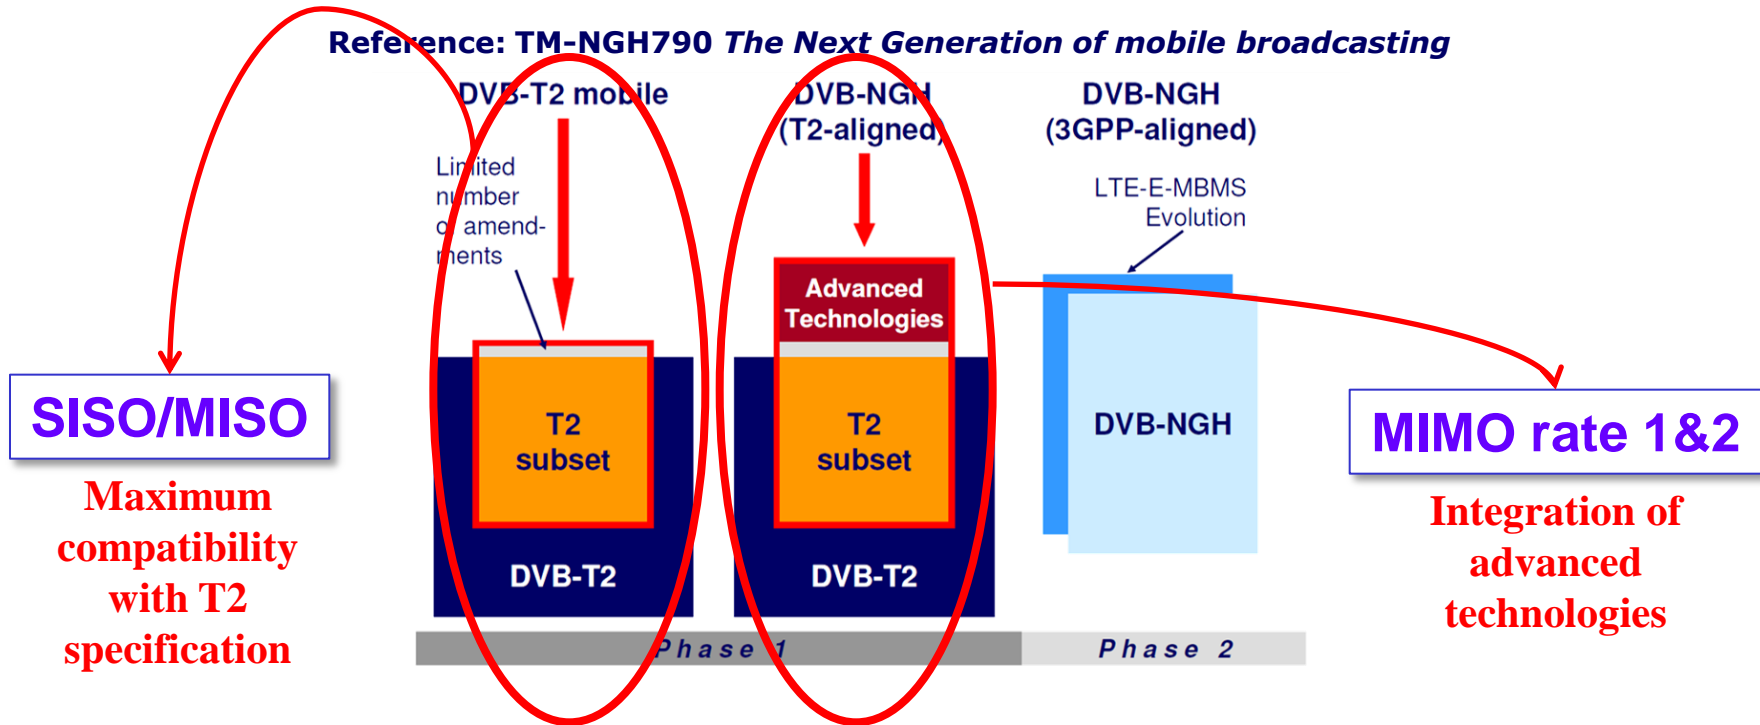 Reference: TM-NGH790 The Next Generation of mobile broadcasting
DVB-T2 mobile
Limited
number
of amend-
ments
T2
subset
DVB-T2
DVB-NGH
(T2-aligned)
Advanced
Technologies
T2
subset
DVB-T2
DVB-NGH
(3GPP-aligned)
LTE-E-MBMS
Evolution
DVB-NGH
Phase 1
Phase 2
SISO/MISO
Maximum
compatibility
with T2
specification
MIMO rate 1&2
Integration of
advanced
technologies